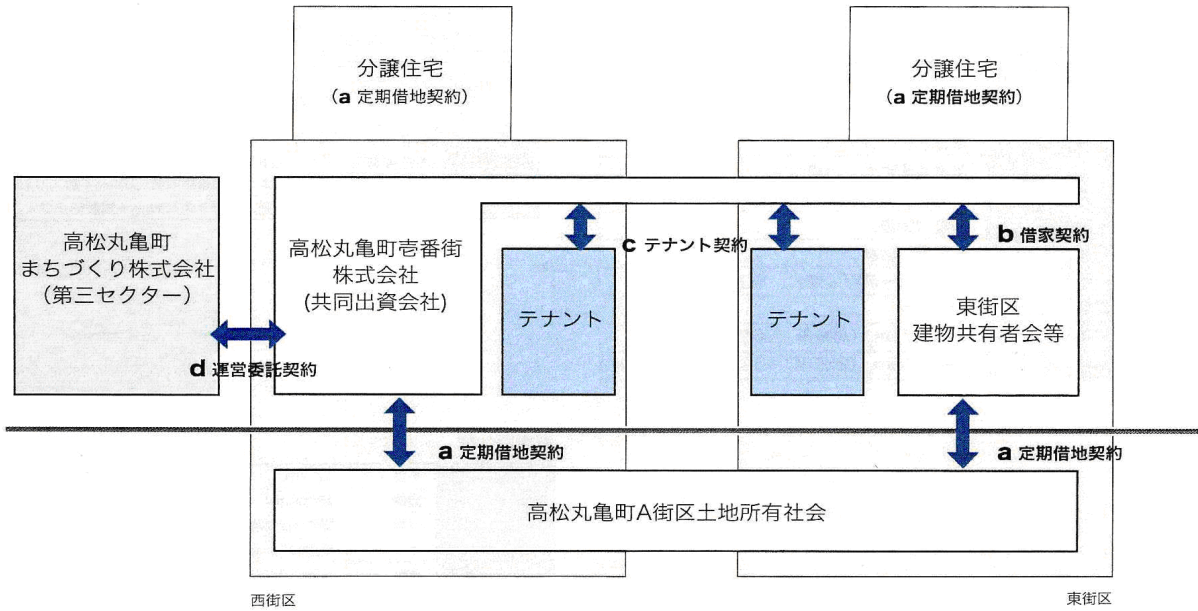 分譲住宅
（a 定期借地契約）
分譲住宅
（a 定期借地契約）
高松丸亀町
まちづくり株式会社
（第三セクター）
高松丸亀町壱番街
株式会社
(共同出資会社)
c テナント契約
b 借家契約
テナント
テナント
東街区
建物共有者会等
d 運営委託契約
a 定期借地契約
a 定期借地契約
高松丸亀町A街区土地所有社会
西街区
東街区